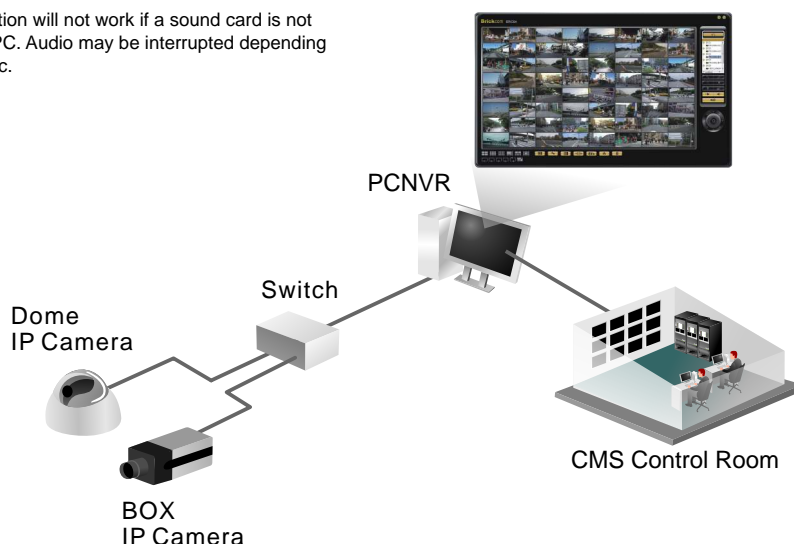 tion will not work if a sound card is not
PC. Audio may be interrupted depending
c.
Brickcom
PCNVR
Switch
Dome
IP Camera
CMS Control Room
BOX
IP Camera